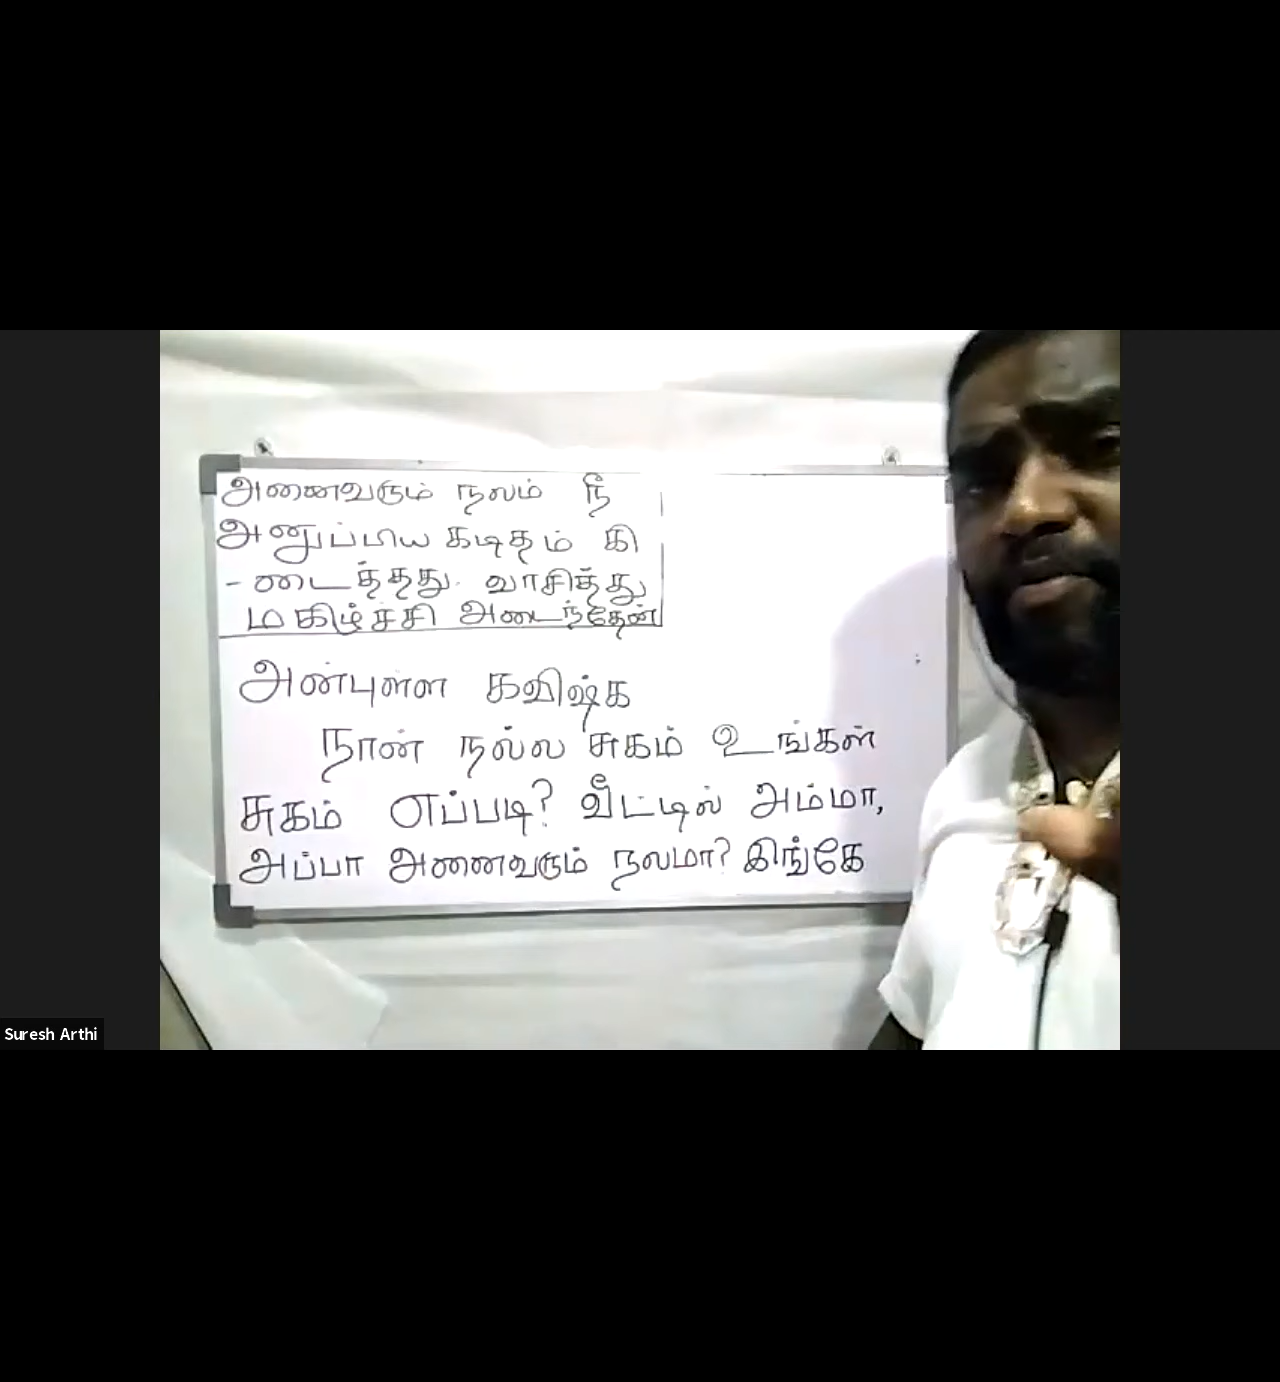 அனைவரும் நலம் நீ
அனுப்பிய கடிதம் கி
-டைத்தது. வாசித்து
மகிழ்ச்சி அடைந்தேன்
அன்புள்ள கவிஷ்க
நான் நல்ல சுகம் உங்கள்
சுகம் எப்படி? வீட்டில் அம்மா,
அப்பா அனைவரும் நலமா? இங்கே
Suresh Arthi